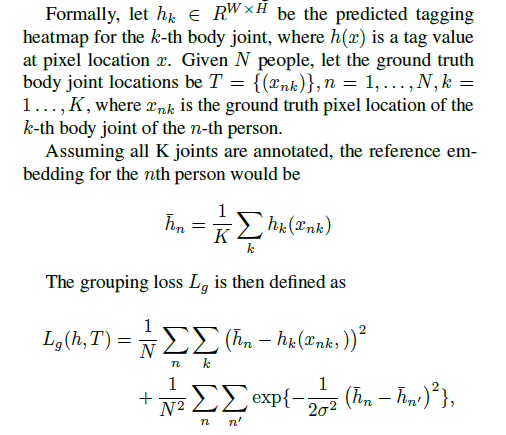 Formally, let $h_k \in R^{W \times H}$ be the predicted tagging
heatmap for the $k$-th body joint, where $h(x)$ is a tag value
at pixel location $x$. Given $N$ people, let the ground truth
body joint locations be $T = \{(x_{nk})\}, n = 1, \ldots, N, k =$
$1 \ldots, K$, where $x_{nk}$ is the ground truth pixel location of the
$k$-th body joint of the $n$-th person.
Assuming all K joints are annotated, the reference em-
bedding for the $n$th person would be
$\bar{h}_n = \frac{1}{K} \sum_k h_k(x_{nk})$
The grouping loss $L_g$ is then defined as
$L_g(h, T) = \frac{1}{N} \sum_n \sum_k (\bar{h}_n - h_k(x_{nk},))^2$
$+ \frac{1}{N^2} \sum_n \sum_{n'} \exp\{-\frac{1}{2\sigma^2} (\bar{h}_n - \bar{h}_{n'})^2\},$